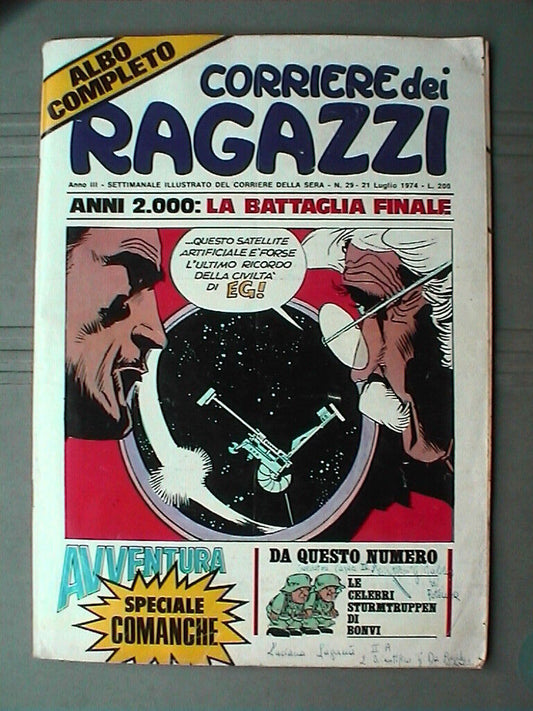 ALBO
COMPLETO
CORRIERE dei
RAGAZZI
Anno III - SETTIMANALE ILLUSTRATO DEL CORRIERE DELLA SERA - N. 29 - 21 Luglio 1974 - L. 200
ANNI 2.000: LA BATTAGLIA FINALE
...QUESTO SATELLITE
ARTIFICIALE E' FORSE
L'ULTIMO RICORDO
DELLA CIVILTA'
DI EG!
AVVENTURA
SPECIALE
COMANCHE
DA QUESTO NUMERO
LE
CELEBRI
STURMTRUPPEN
DI
BONVI